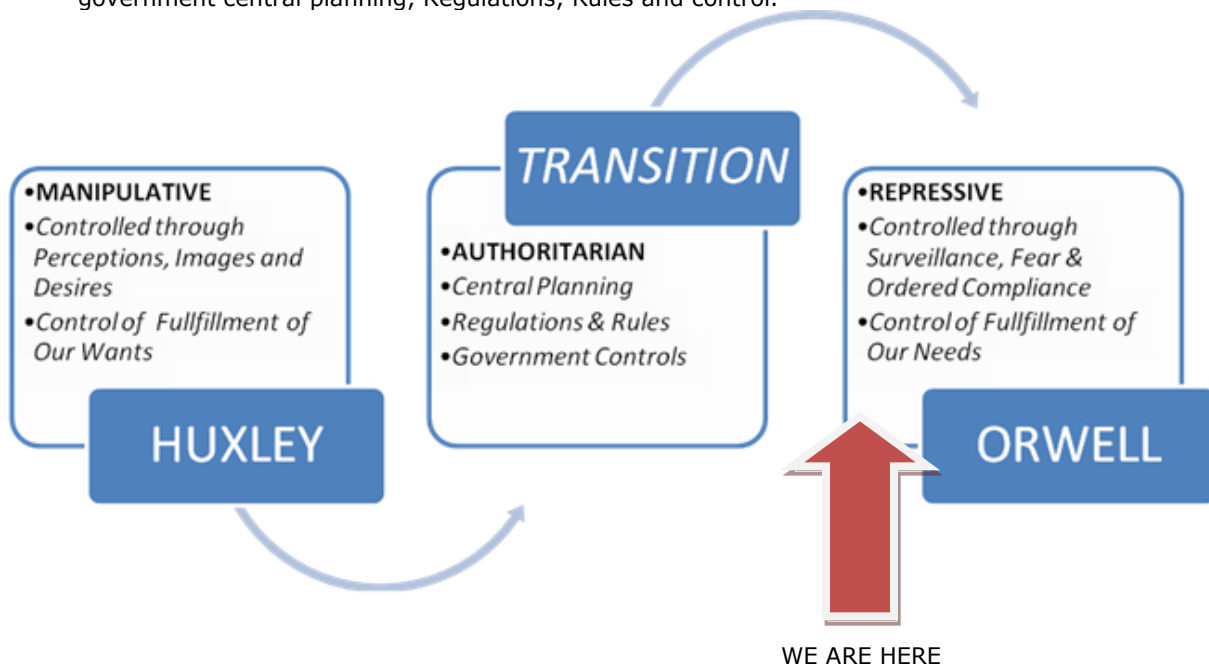 government central planning, Regulations, Rules and control.
TRANSITION
•MANIPULATIVE
•Controlled through
Perceptions, Images and
Desires
•Control of Fullfillment of
Our Wants
HUXLEY
•AUTHORITARIAN
•Central Planning
•Regulations & Rules
•Government Controls
•REPRESSIVE
•Controlled through
Surveillance, Fear &
Ordered Compliance
•Control of Fullfillment of
Our Needs
ORWELL
WE ARE HERE